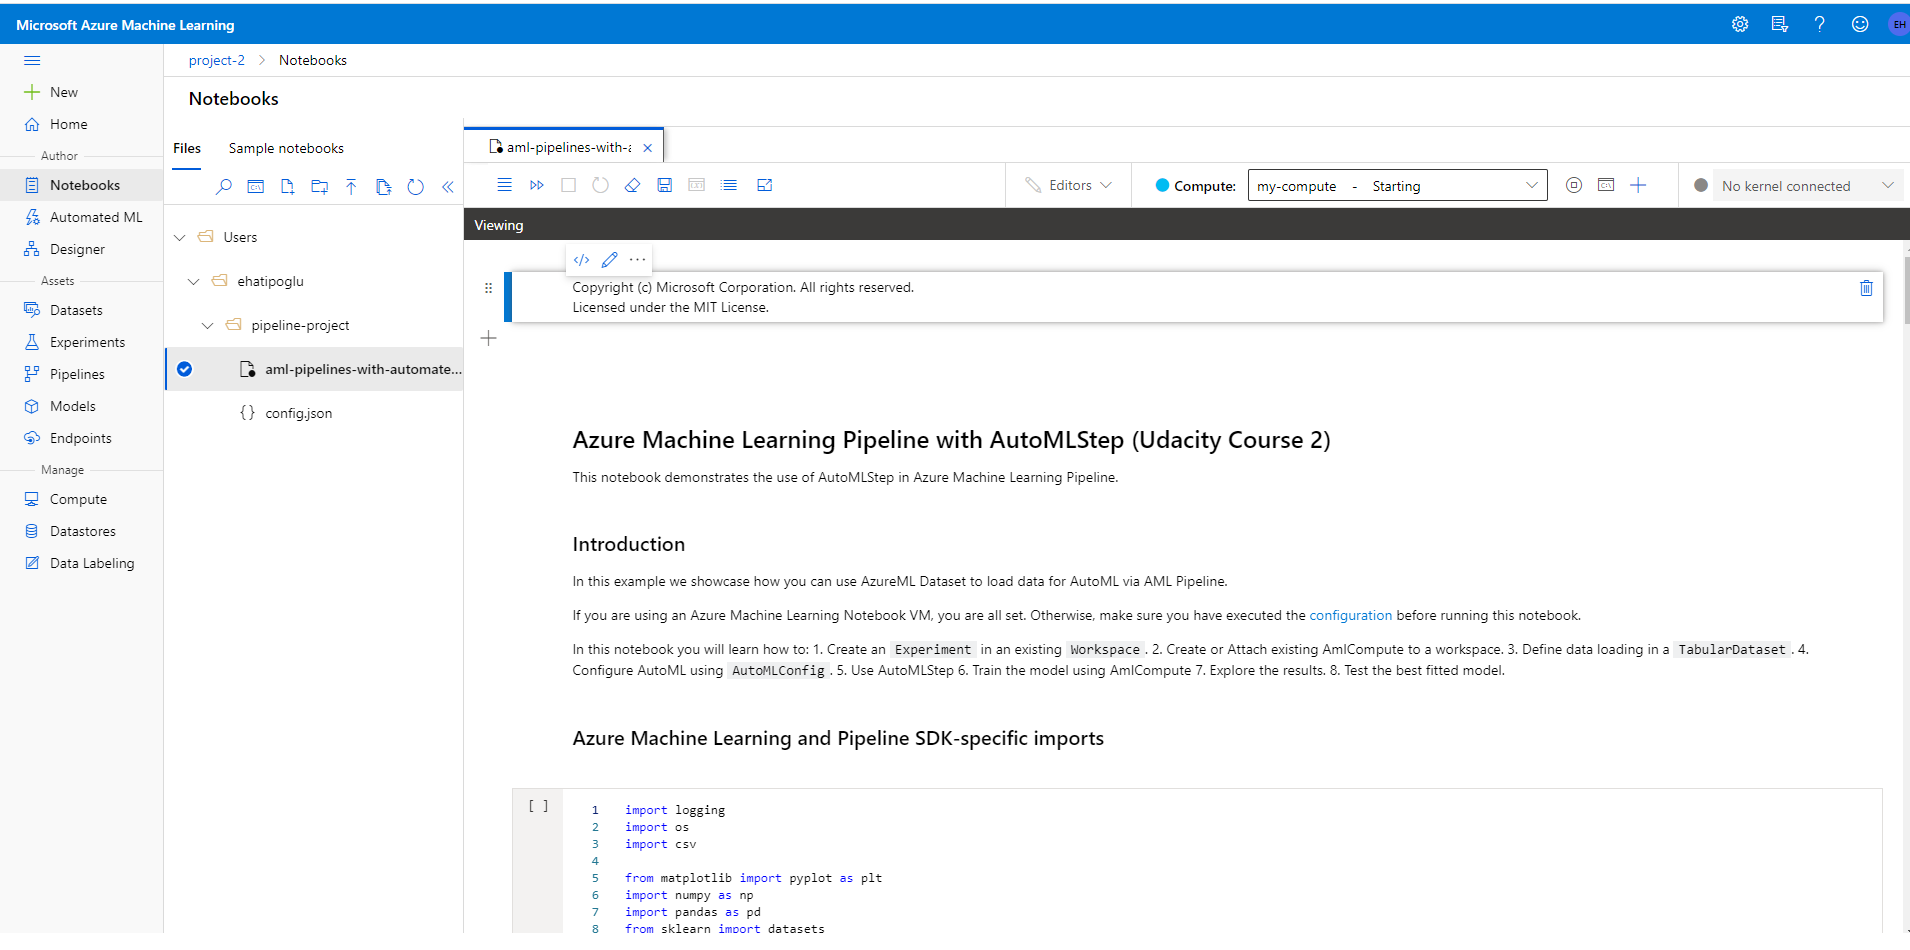 Microsoft Azure Machine Learning
EH
project-2 > Notebooks
New
Home
Author
Notebooks
Automated ML
Designer
Assets
Datasets
Experiments
Pipelines
Models
Endpoints
Manage
Compute
Datastores
Data Labeling
Notebooks
Files
Sample notebooks
Users
ehatipoglu
pipeline-project
aml-pipelines-with-automate...
{} config.json
aml-pipelines-with-a
Editors
Compute:
my-compute - Starting
No kernel connected
Viewing
</> ...
Copyright (c) Microsoft Corporation. All rights reserved.
Licensed under the MIT License.
Azure Machine Learning Pipeline with AutoMLStep (Udacity Course 2)
This notebook demonstrates the use of AutoMLStep in Azure Machine Learning Pipeline.
Introduction
In this example we showcase how you can use AzureML Dataset to load data for AutoML via AML Pipeline.
If you are using an Azure Machine Learning Notebook VM, you are all set. Otherwise, make sure you have executed the configuration before running this notebook.
In this notebook you will learn how to: 1. Create an Experiment in an existing Workspace . 2. Create or Attach existing AmlCompute to a workspace. 3. Define data loading in a TabularDataset . 4.
Configure AutoML using AutoMLConfig . 5. Use AutoMLStep 6. Train the model using AmlCompute 7. Explore the results. 8. Test the best fitted model.
Azure Machine Learning and Pipeline SDK-specific imports
[ ]
1 import logging
2 import os
3 import csv
4
5 from matplotlib import pyplot as plt
6 import numpy as np
7 import pandas as pd
8 from sklearn import datasets